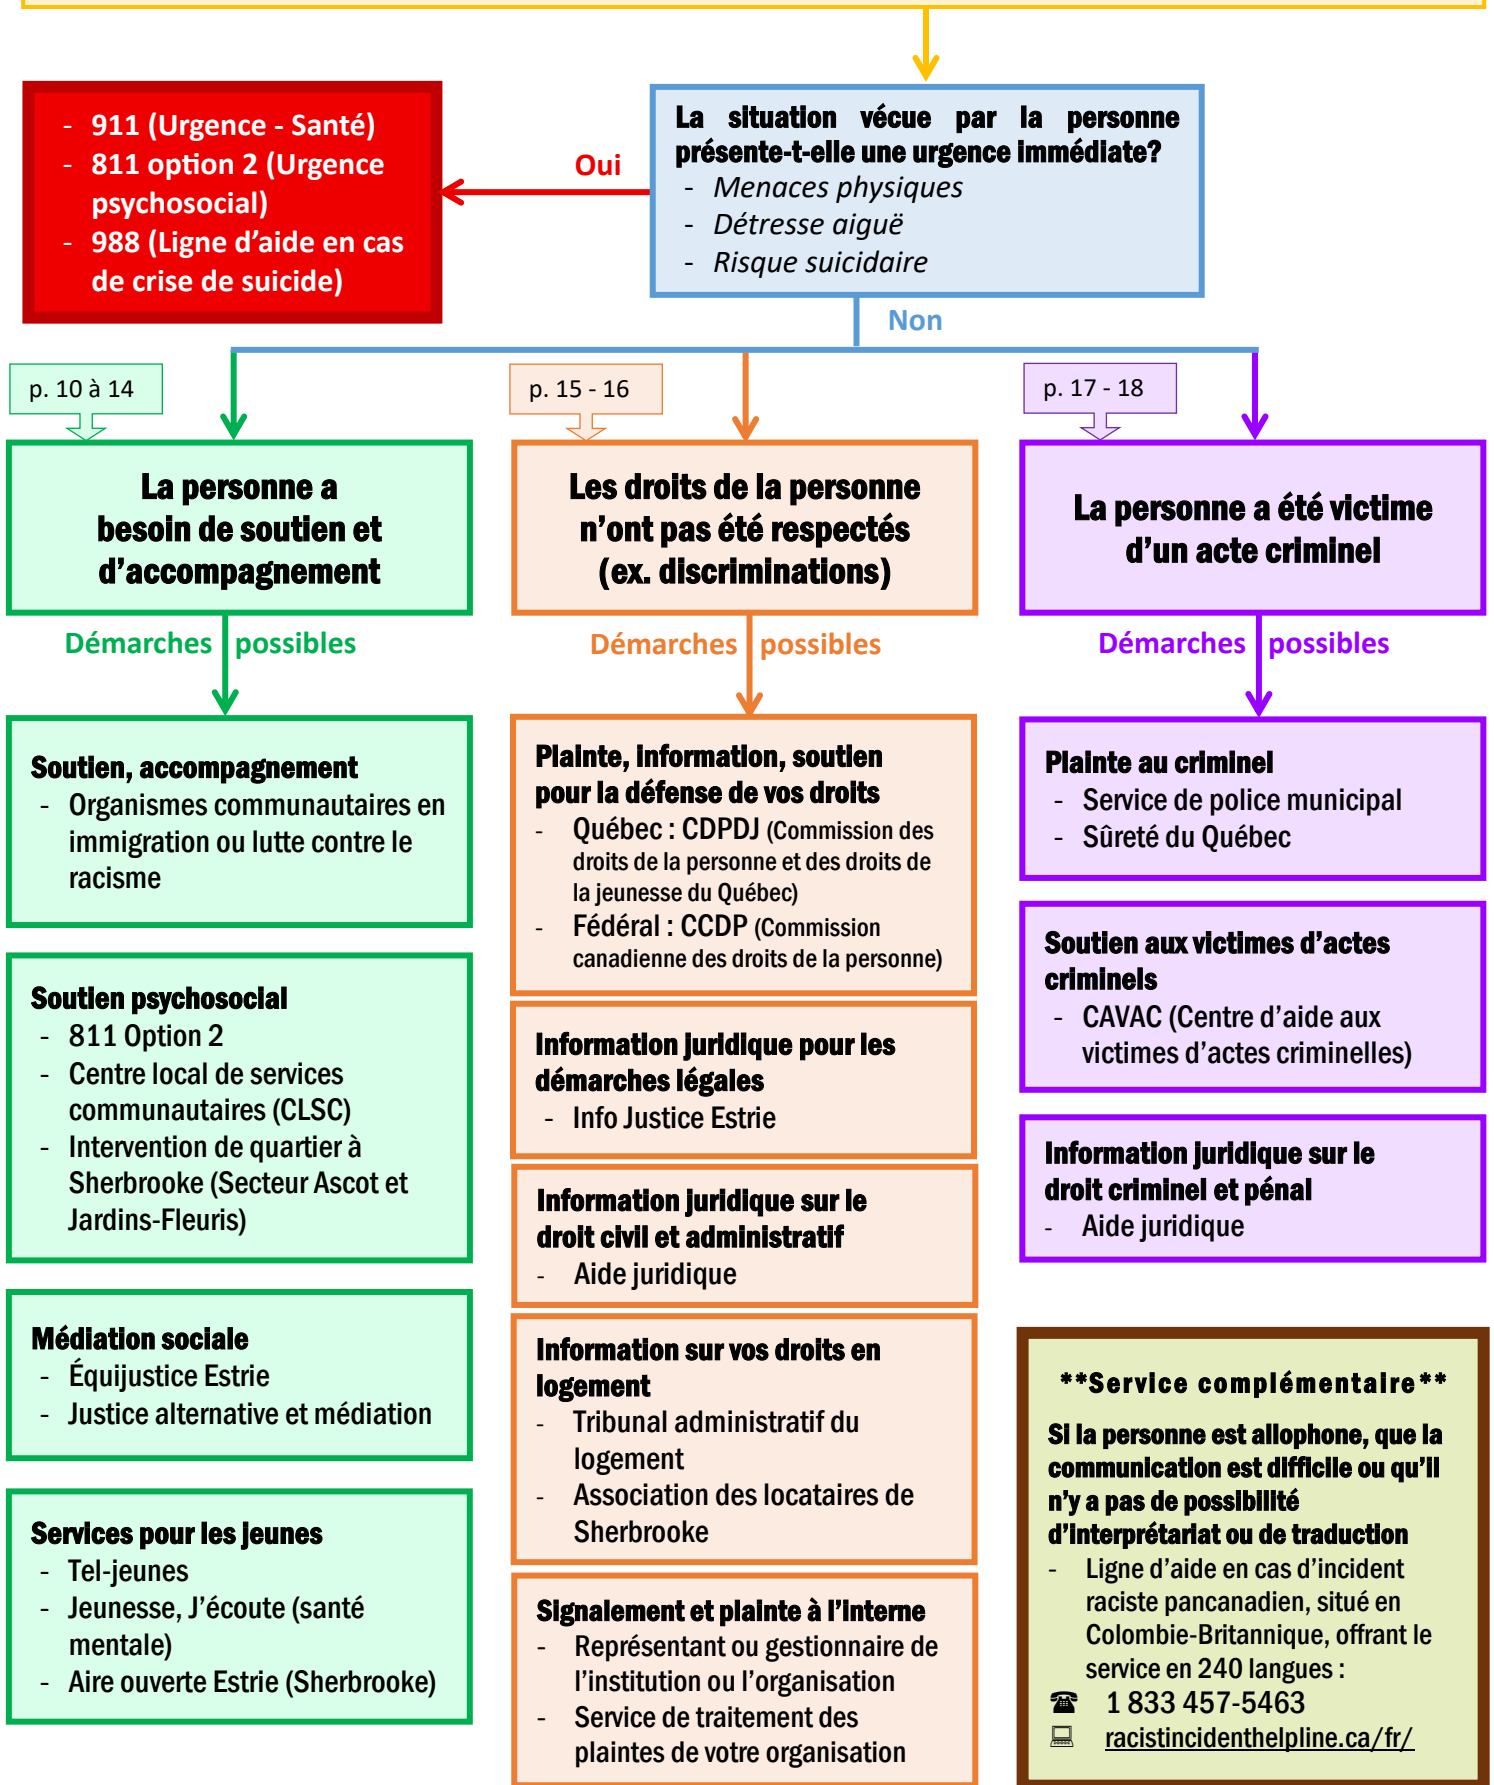 - 911 (Urgence - Santé)
- 811 option 2 (Urgence
psychosocial)
- 988 (Ligne d'aide en cas
de crise de suicide)
Oui
La situation vécue par la personne
présente-t-elle une urgence immédiate?
- Menaces physiques
- Détresse aiguë
- Risque suicidaire
Non
p. 10 à 14
La personne a
besoin de soutien et
d'accompagnement
Démarches possibles
Soutien, accompagnement
- Organismes communautaires en
immigration ou lutte contre le
racisme
Soutien psychosocial
- 811 Option 2
- Centre local de services
communautaires (CLSC)
- Intervention de quartier à
Sherbrooke (Secteur Ascot et
Jardins-Fleuris)
Médiation sociale
- Équijustice Estrie
- Justice alternative et médiation
Services pour les jeunes
- Tel-jeunes
- Jeunesse, J'écoute (santé
mentale)
- Aire ouverte Estrie (Sherbrooke)
p. 15 - 16
Les droits de la personne
n'ont pas été respectés
(ex. discriminations)
Démarches possibles
Plainte, information, soutien
pour la défense de vos droits
- Québec : CDPDJ (Commission des
droits de la personne et des droits de
la jeunesse du Québec)
- Fédéral : CCDP (Commission
canadienne des droits de la personne)
Information juridique pour les
démarches légales
- Info Justice Estrie
Information juridique sur le
droit civil et administratif
- Aide juridique
Information sur vos droits en
logement
- Tribunal administratif du
logement
- Association des locataires de
Sherbrooke
Signalement et plainte à l'interne
- Représentant ou gestionnaire de
l'institution ou l'organisation
- Service de traitement des
plaintes de votre organisation
p. 17 - 18
La personne a été victime
d'un acte criminel
Démarches possibles
Plainte au criminel
- Service de police municipal
- Sûreté du Québec
Soutien aux victimes d'actes
criminels
- CAVAC (Centre d'aide aux
victimes d'actes criminelles)
Information juridique sur le
droit criminel et pénal
- Aide juridique
**Service complémentaire**
Si la personne est allophone, que la
communication est difficile ou qu'il
n'y a pas de possibilité
d'interprétariat ou de traduction
- Ligne d'aide en cas d'incident
raciste pancanadien, situé en
Colombie-Britannique, offrant le
service en 240 langues :
1 833 457-5463
racistincidenthelpline.ca/fr/